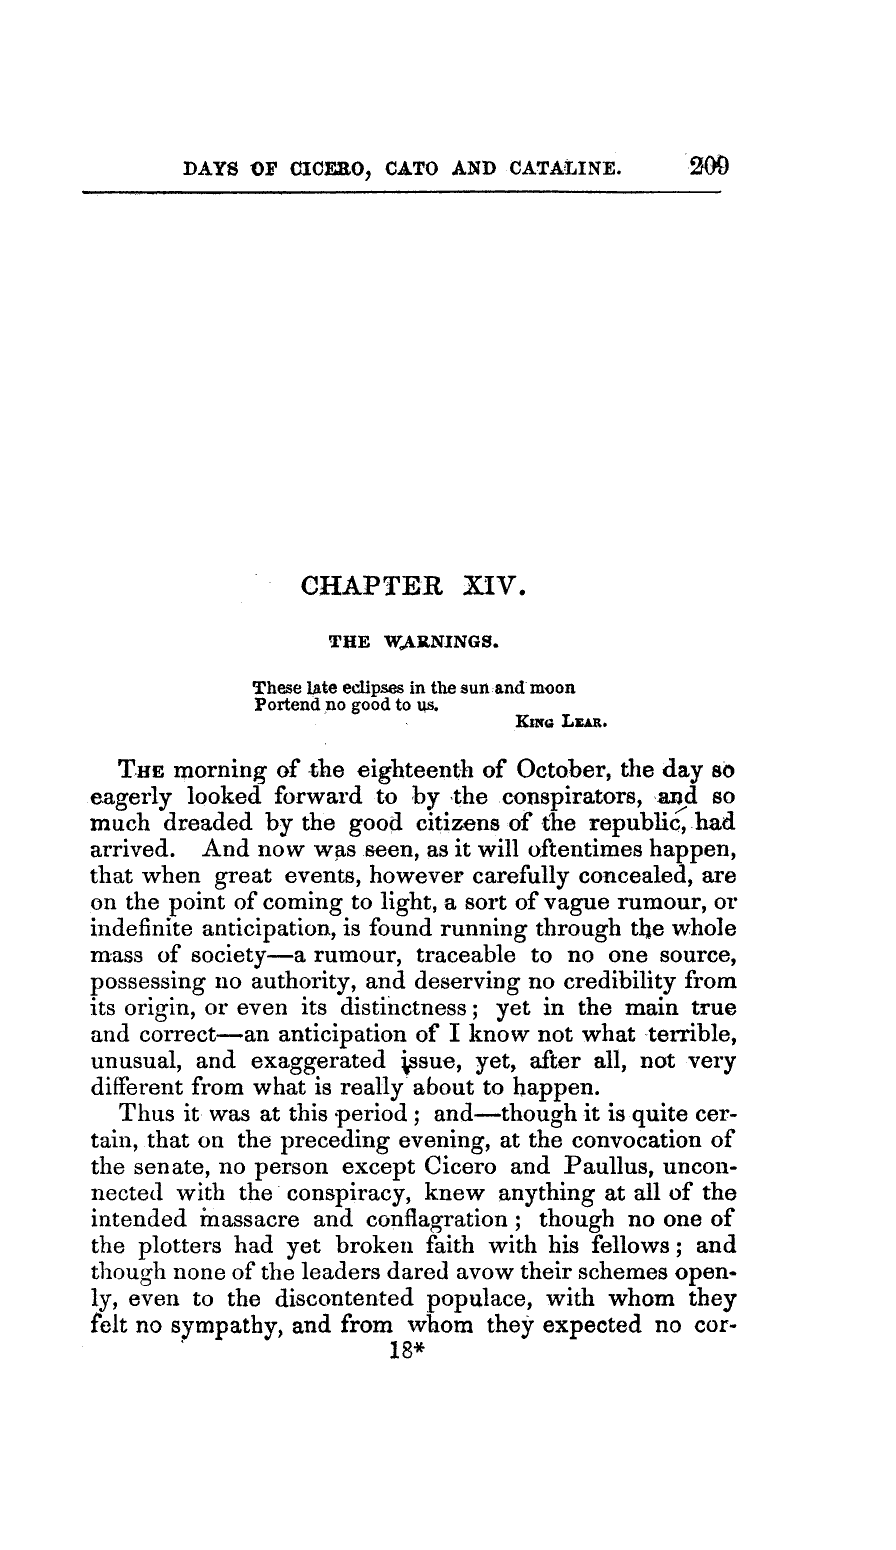 DAYS OF CICERO, CATO AND CATALINE. 209
CHAPTER XIV.
THE WARNINGS.
These late eclipses in the sun and moon
Portend no good to us.
KING LEAR.
THE morning of the eighteenth of October, the day so
eagerly looked forward to by the conspirators, and so
much dreaded by the good citizens of the republic, had
arrived. And now was seen, as it will oftentimes happen,
that when great events, however carefully concealed, are
on the point of coming to light, a sort of vague rumour, or
indefinite anticipation, is found running through the whole
mass of society—a rumour, traceable to no one source,
possessing no authority, and deserving no credibility from
its origin, or even its distinctness; yet in the main true
and correct—an anticipation of I know not what terrible,
unusual, and exaggerated issue, yet, after all, not very
different from what is really about to happen.
Thus it was at this period; and—though it is quite cer-
tain, that on the preceding evening, at the convocation of
the senate, no person except Cicero and Paullus, uncon-
nected with the conspiracy, knew anything at all of the
intended massacre and conflagration; though no one of
the plotters had yet broken faith with his fellows; and
though none of the leaders dared avow their schemes open-
ly, even to the discontented populace, with whom they
felt no sympathy, and from whom they expected no cor-
18*